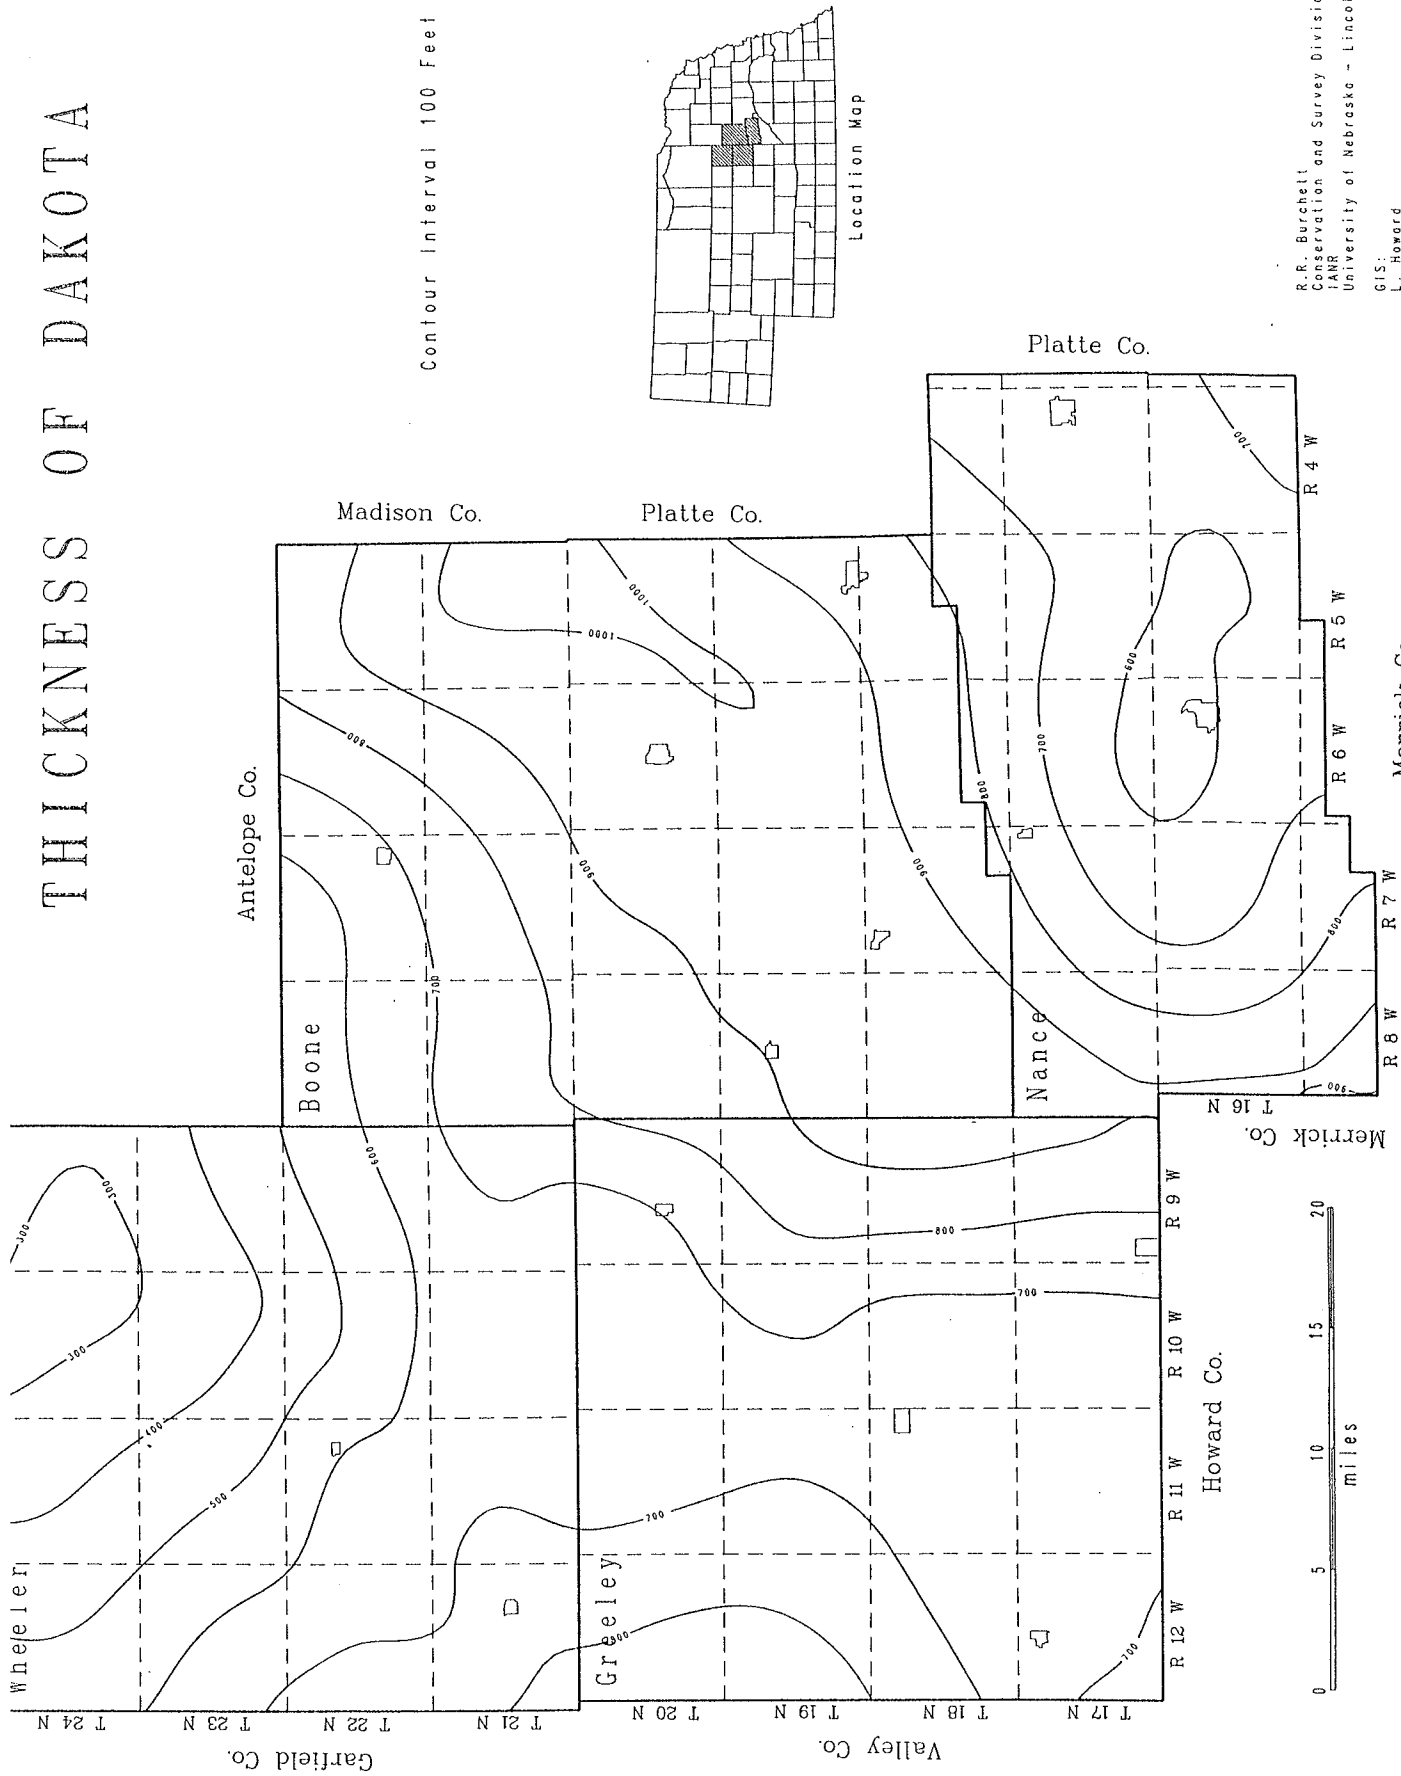 THICKNESS OF DAKOTA
Contour Interval 100 Feet
Location Map
R.R. Burchett
Conservation and Survey
IANR
University of Nebraska - 
GIS:
L. Howard
Antelope Co.
Madison Co.
Platte Co.
Platte Co.
Merrick Co.
Merrick Co.
Howard Co.
Valley Co.
Garfield Co.
Wheeler
Boone
Greeley
Nance
T 24 N
T 23 N
T 22 N
T 21 N
T 20 N
T 19 N
T 18 N
T 17 N
T 16 N
R 12 W
R 11 W
R 10 W
R 9 W
R 8 W
R 7 W
R 6 W
R 5 W
R 4 W
300
300
300
400
500
600
700
800
900
1000
1000
700
800
700
700
800
900
800
700
600
700
800
900
0 5 10 15 20
miles